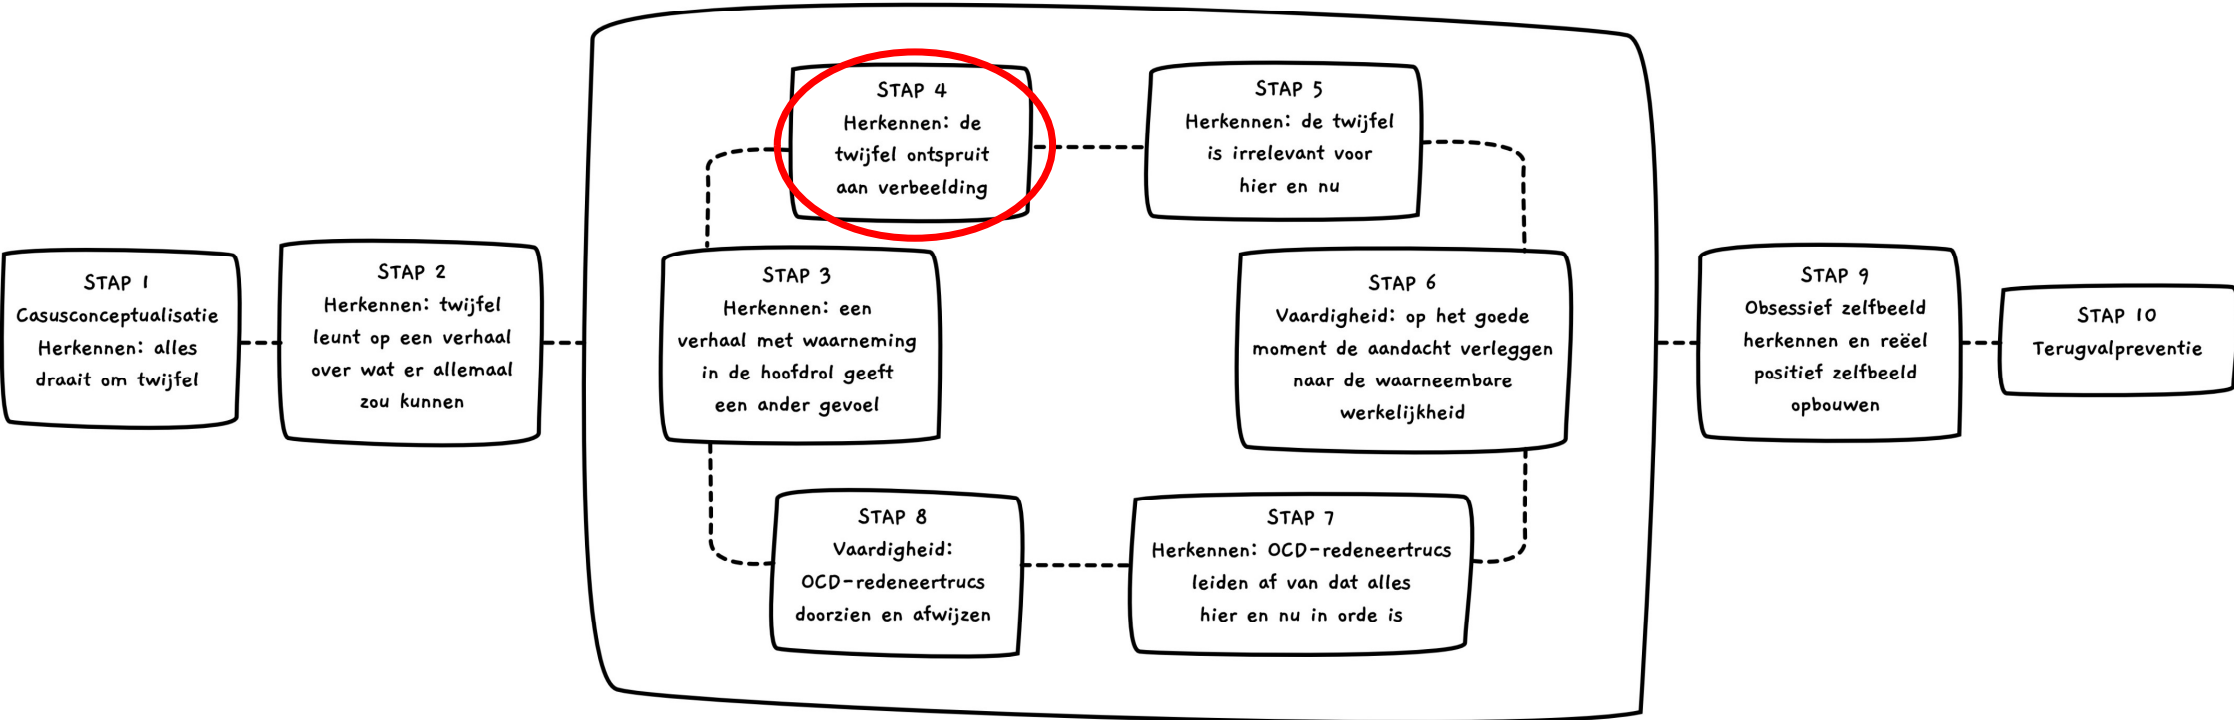 STAP 1
Casusconceptualisatie
Herkennen: alles
draait om twijfel
STAP 2
Herkennen: twijfel
leunt op een verhaal
over wat er allemaal
zou kunnen
STAP 3
Herkennen: een
verhaal met waarneming
in de hoofdrol geeft
een ander gevoel
STAP 4
Herkennen: de
twijfel ontspruit
aan verbeelding
STAP 5
Herkennen: de twijfel
is irrelevant voor
hier en nu
STAP 6
Vaardigheid: op het goede
moment de aandacht verleggen
naar de waarneembare
werkelijkheid
STAP 7
Herkennen: OCD-redeneertrucs
leiden af van dat alles
hier en nu in orde is
STAP 8
Vaardigheid:
OCD-redeneertrucs
doorzien en afwijzen
STAP 9
Obsessief zelfbeeld
herkennen en reëel
positief zelfbeeld
opbouwen
STAP 10
Terugvalpreventie